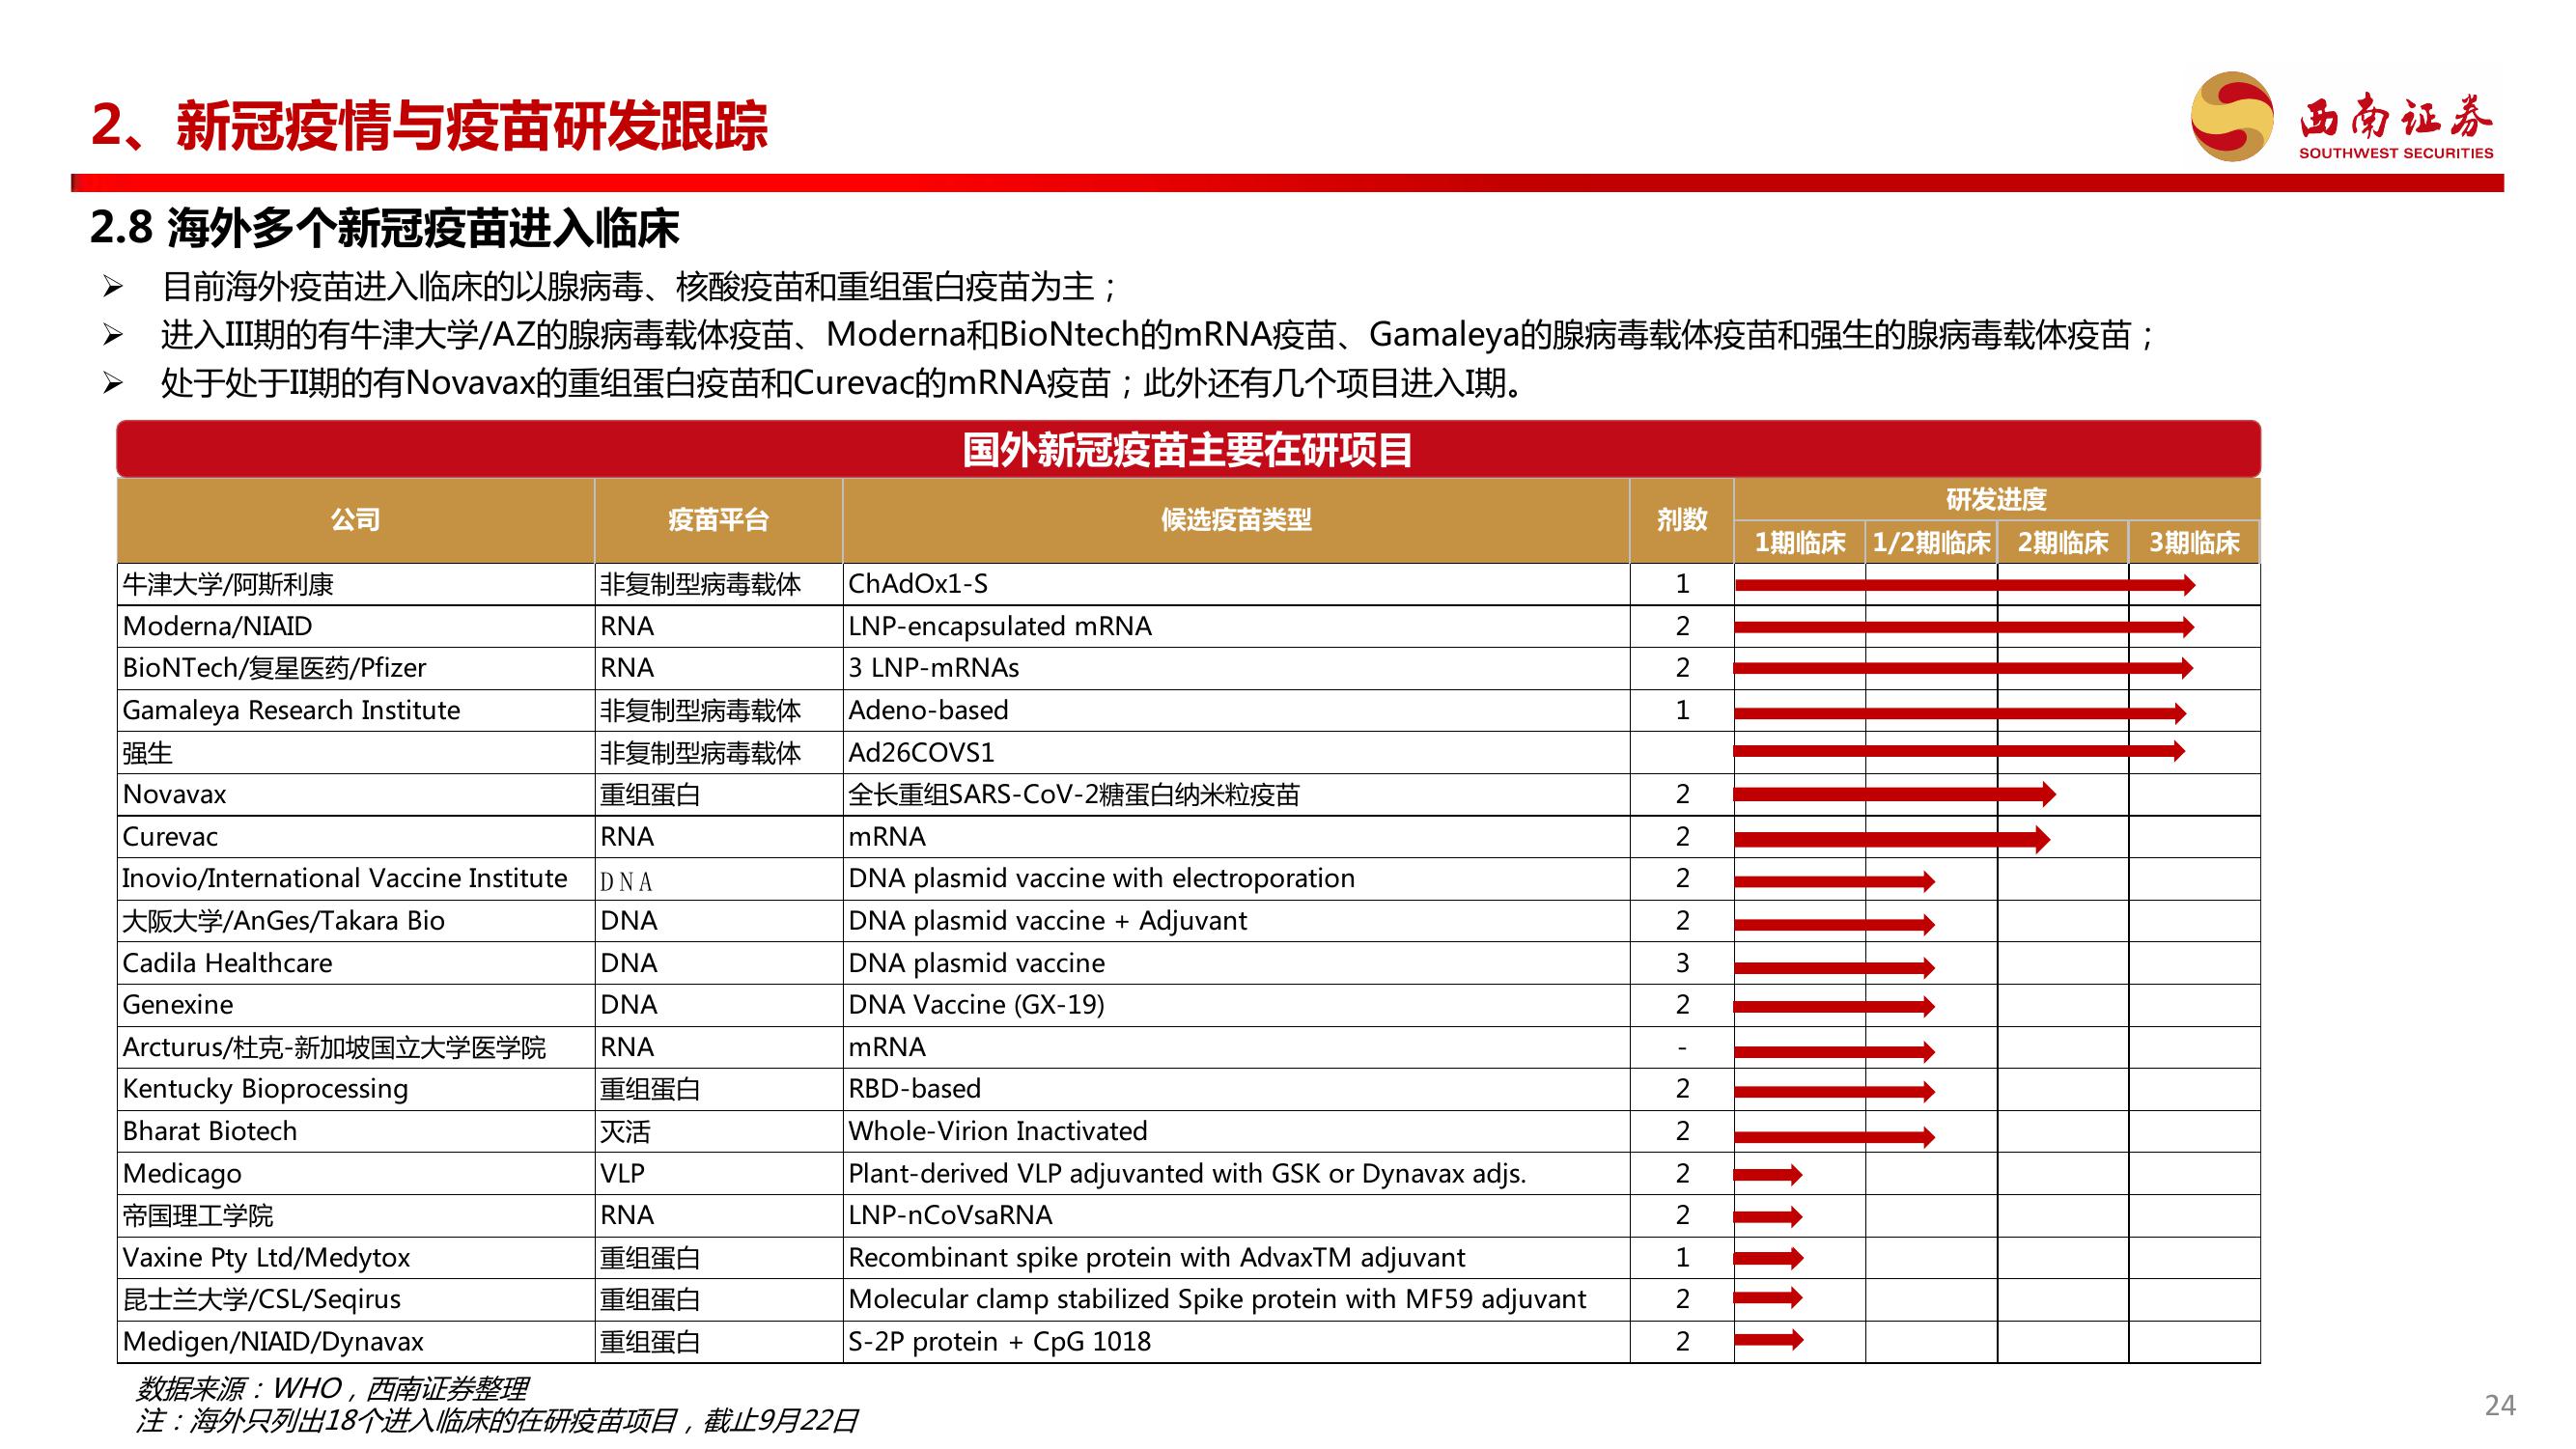 2、新冠疫情与疫苗研发跟踪
西南证券
SOUTHWEST SECURITIES
2.8 海外多个新冠疫苗进入临床
➢ 目前海外疫苗进入临床的以腺病毒、核酸疫苗和重组蛋白疫苗为主；
➢ 进入III期的有牛津大学/AZ的腺病毒载体疫苗、Moderna和BioNtech的mRNA疫苗、Gamaleya的腺病毒载体疫苗和强生的腺病毒载体疫苗；
➢ 处于处于II期的有Novavax的重组蛋白疫苗和Curevac的mRNA疫苗；此外还有几个项目进入I期。
国外新冠疫苗主要在研项目
公司 疫苗平台 候选疫苗类型 剂数 研发进度
1期临床 1/2期临床 2期临床 3期临床
牛津大学/阿斯利康 非复制型病毒载体 ChAdOx1-S 1
Moderna/NIAID RNA LNP-encapsulated mRNA 2
BioNTech/复星医药/Pfizer RNA 3 LNP-mRNAs 2
Gamaleya Research Institute 非复制型病毒载体 Adeno-based 1
强生 非复制型病毒载体 Ad26COVS1
Novavax 重组蛋白 全长重组SARS-CoV-2糖蛋白纳米粒疫苗 2
Curevac RNA mRNA 2
Inovio/International Vaccine Institute DNA DNA plasmid vaccine with electroporation 2
大阪大学/AnGes/Takara Bio DNA DNA plasmid vaccine + Adjuvant 2
Cadila Healthcare DNA DNA plasmid vaccine 3
Genexine DNA DNA Vaccine (GX-19) 2
Arcturus/杜克-新加坡国立大学医学院 RNA mRNA -
Kentucky Bioprocessing 重组蛋白 RBD-based 2
Bharat Biotech 灭活 Whole-Virion Inactivated 2
Medicago VLP Plant-derived VLP adjuvanted with GSK or Dynavax adjs. 2
帝国理工学院 RNA LNP-nCoVsaRNA 2
Vaxine Pty Ltd/Medytox 重组蛋白 Recombinant spike protein with AdvaxTM adjuvant 1
昆士兰大学/CSL/Seqirus 重组蛋白 Molecular clamp stabilized Spike protein with MF59 adjuvant 2
Medigen/NIAID/Dynavax 重组蛋白 S-2P protein + CpG 1018 2
数据来源：WHO，西南证券整理
注：海外只列出18个进入临床的在研疫苗项目，截止9月22日
24